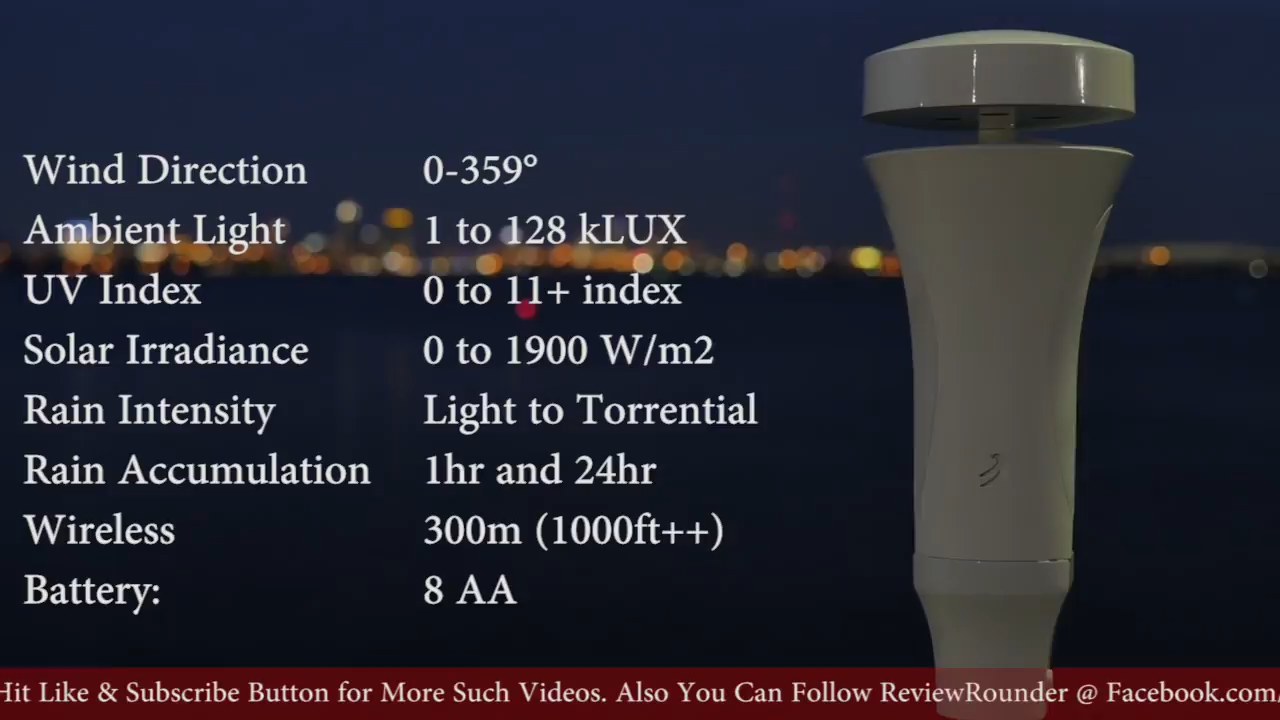 Wind Direction 0-359°
Ambient Light 1 to 128 kLUX
UV Index 0 to 11+ index
Solar Irradiance 0 to 1900 W/m2
Rain Intensity Light to Torrential
Rain Accumulation 1hr and 24hr
Wireless 300m (1000ft++)
Battery: 8 AA
Hit Like & Subscribe Button for More Such Videos. Also You Can Follow ReviewRounder @ Facebook.com/